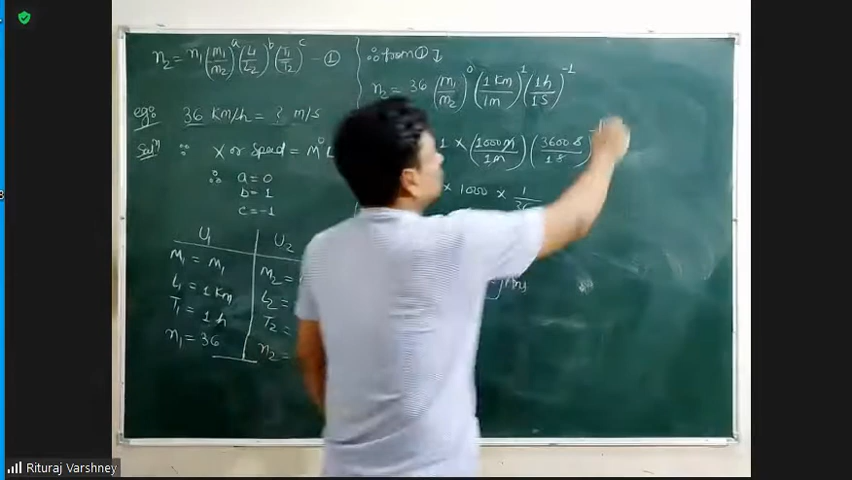 n₂ = n₁ (M₁/M₂)ᵃ (L₁/L₂)ᵇ (T₁/T₂)ᶜ – ①
eg: 36 Km/h = ? m/s
Solⁿ ∵ X or Speed = M⁰ L
∴ a = 0
b = 1
c = -1
U₁ U₂
M₁ = M₁ M₂ =
L₁ = 1 Km L₂ =
T₁ = 1 h T₂ =
n₁ = 36 n₂ =
∴ from ①
n₂ = 36 (M₁/M₂)⁰ (1 Km/1m)¹ (1h/1s)⁻¹
1 × (1000 m/1m) (3600 s/1 s)
× 1000 × 1/36
m/s
Rituraj Varshney